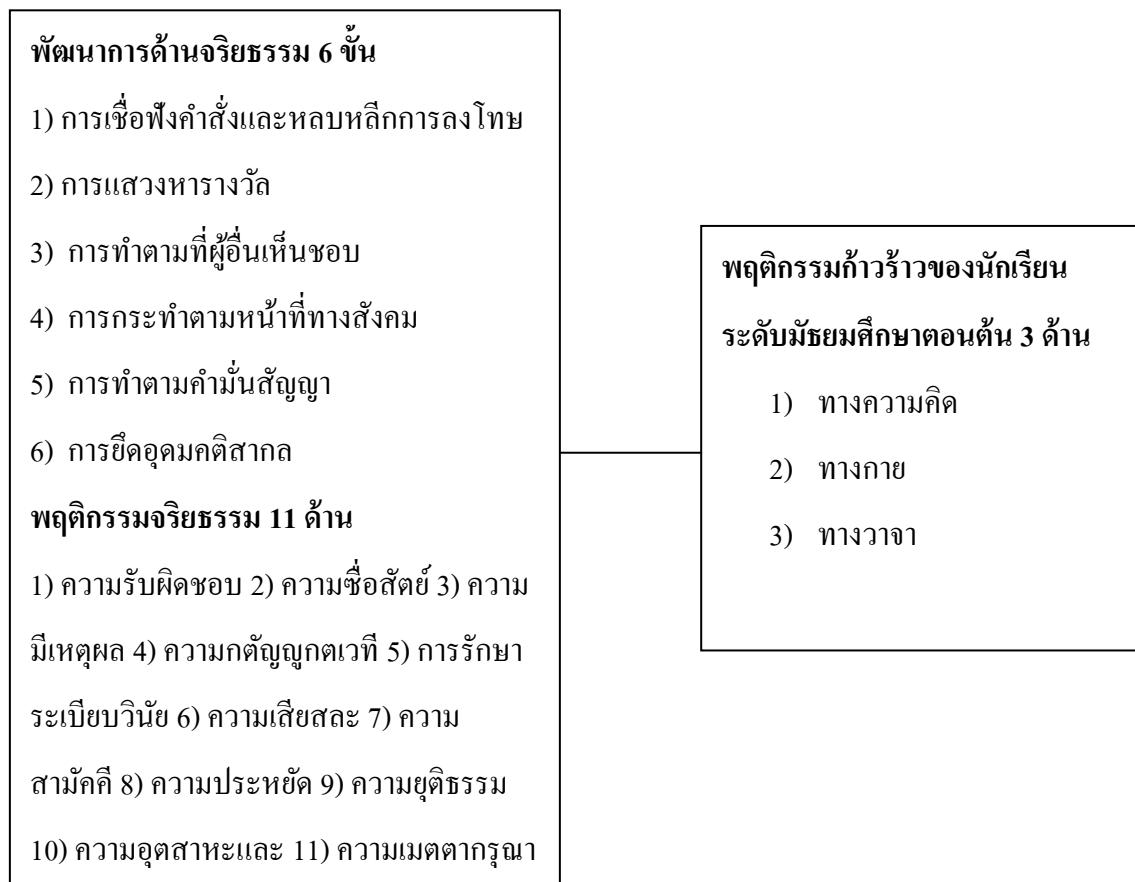 พัฒนาการด้านจริยธรรม 6 ขั้น
1) การเชื่อฟังคำสั่งและหลบหลีกการลงโทษ
2) การแสวงหารางวัล
3) การทำตามที่ผู้อื่นเห็นชอบ
4) การกระทำตามหน้าที่ทางสังคม
5) การทำตามคำมั่นสัญญา
6) การยึดอุดมคติสากล
พฤติกรรมจริยธรรม 11 ด้าน
1) ความรับผิดชอบ 2) ความซื่อสัตย์ 3) ความ
มีเหตุผล 4) ความกตัญญูกตเวที 5) การรักษา
ระเบียบวินัย 6) ความเสียสละ 7) ความ
สามัคคี 8) ความประหยัด 9) ความยุติธรรม
10) ความอุตสาหะและ 11) ความเมตตากรุณา
พฤติกรรมก้าวร้าวของนักเรียน
ระดับมัธยมศึกษาตอนต้น 3 ด้าน
1) ทางความคิด
2) ทางกาย
3) ทางวาจา